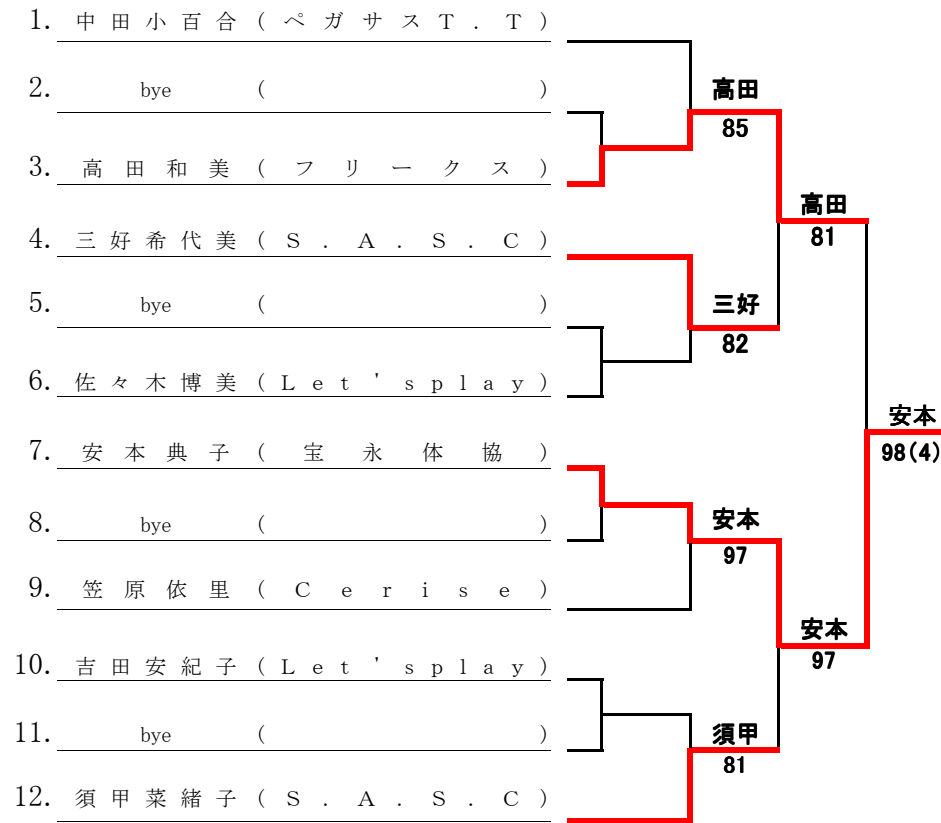 1. 中田小百合(ペガサスT.T)
2. bye ( )
高田
85
3. 高田和美(フリークス)
高田
81
4. 三好希代美(S.A.S.C)
5. bye ( )
三好
82
6. 佐々木博美(Let'splay)
安本
98(4)
7. 安本典子(宝永体協)
8. bye ( )
安本
97
9. 笠原依里(Cerise)
安本
97
10. 吉田安紀子(Let'splay)
11. bye ( )
須甲
81
12. 須甲菜緒子(S.A.S.C)